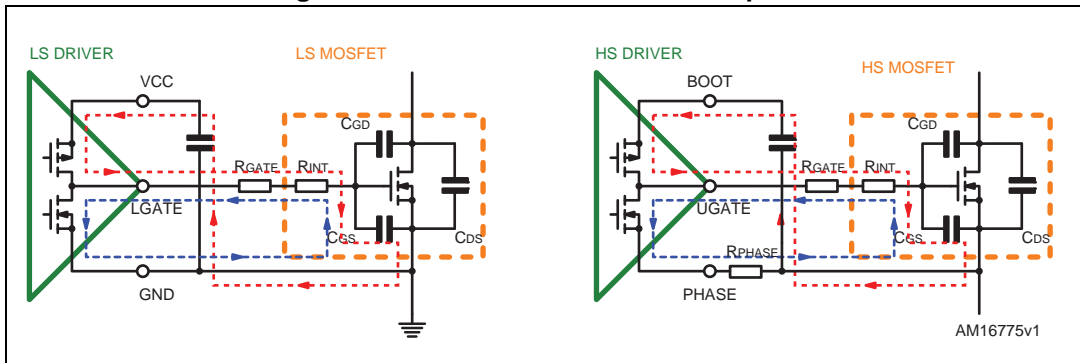 LS DRIVER
LS MOSFET
VCC
CGD
RGATE
RINT
LGATE
CGS
CDS
GND
HS DRIVER
HS MOSFET
BOOT
CGD
RGATE
RINT
UGATE
CGS
CDS
RPHASE
PHASE
AM16775v1